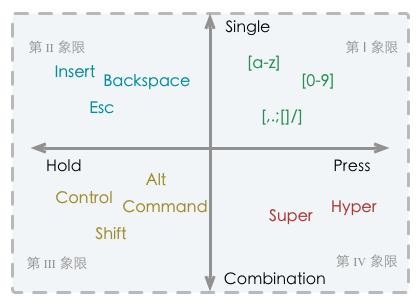 Single
第 II 象限
第 I 象限
[a-z]
Insert
Backspace
[0-9]
Esc
[,.;[]/]
Hold
Press
Alt
Control
Command
Super
Hyper
Shift
第 III 象限
第 IV 象限
Combination